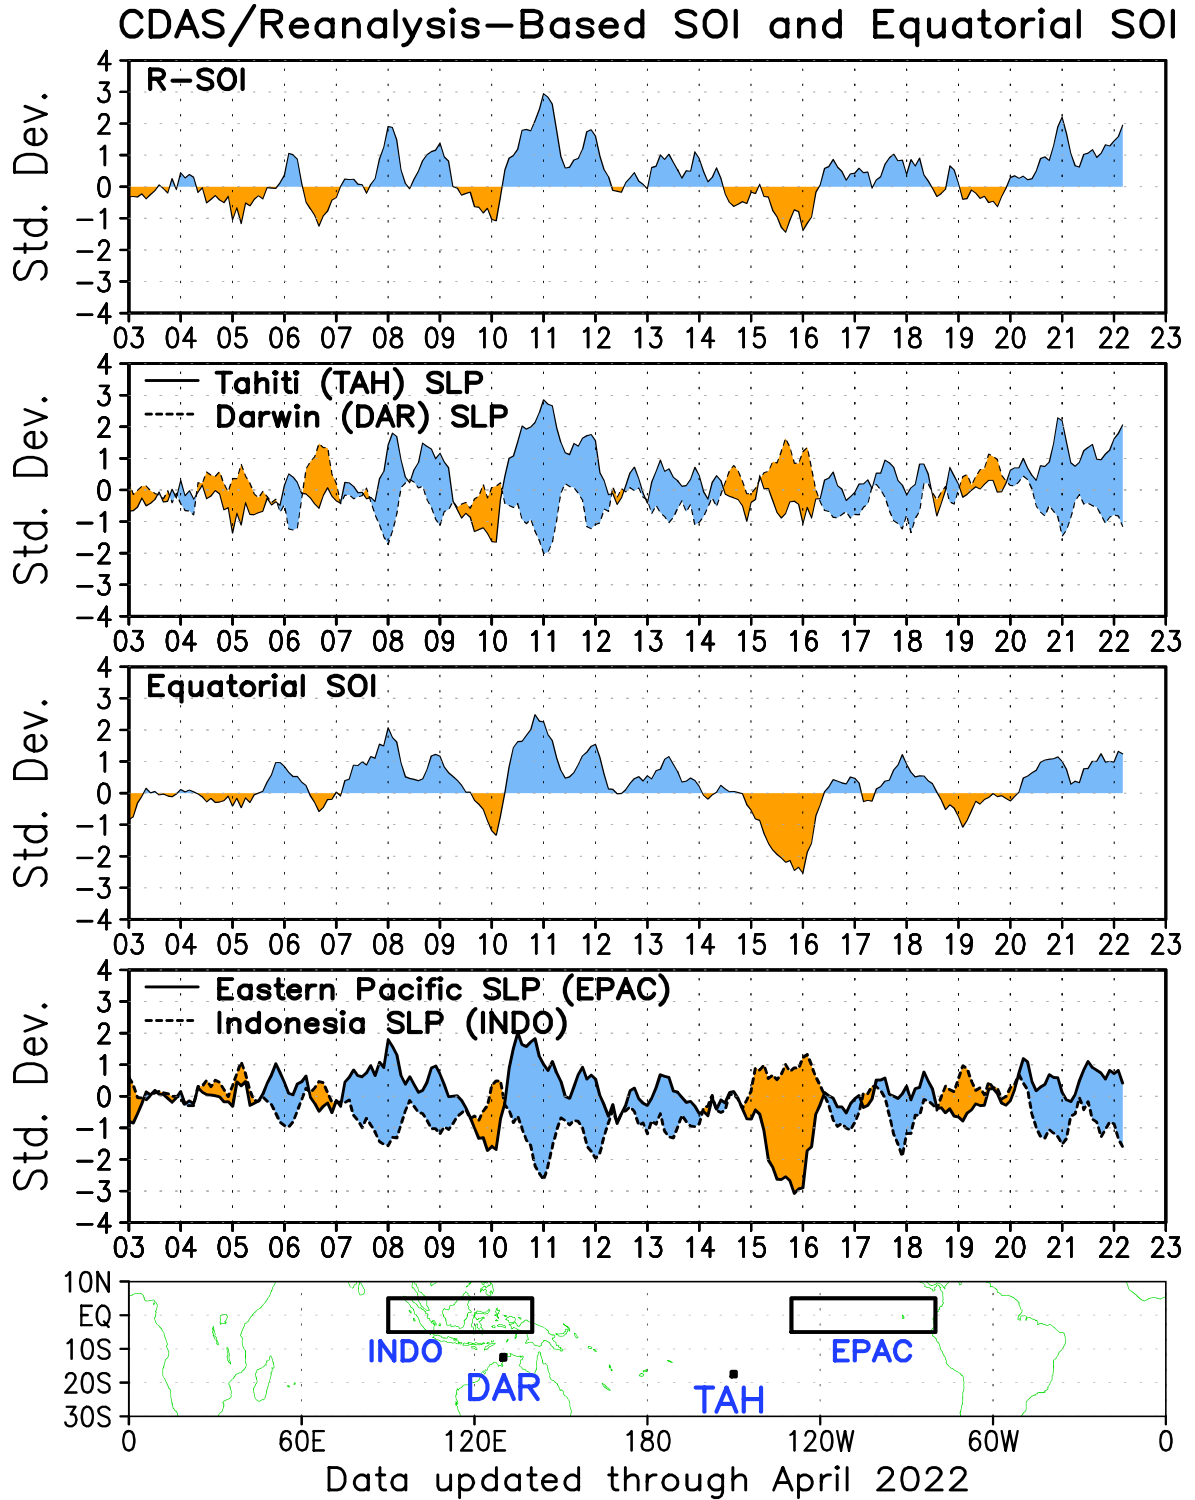 CDAS/Reanalysis-Based SOI and Equatorial SOI
R-SOI
Std. Dev.
4
3
2
1
0
-1
-2
-3
-4
03 04 05 06 07 08 09 10 11 12 13 14 15 16 17 18 19 20 21 22 23
Tahiti (TAH) SLP
Darwin (DAR) SLP
Std. Dev.
4
3
2
1
0
-1
-2
-3
-4
03 04 05 06 07 08 09 10 11 12 13 14 15 16 17 18 19 20 21 22 23
Equatorial SOI
Std. Dev.
4
3
2
1
0
-1
-2
-3
-4
03 04 05 06 07 08 09 10 11 12 13 14 15 16 17 18 19 20 21 22 23
Eastern Pacific SLP (EPAC)
Indonesia SLP (INDO)
Std. Dev.
4
3
2
1
0
-1
-2
-3
-4
03 04 05 06 07 08 09 10 11 12 13 14 15 16 17 18 19 20 21 22 23
10N
EQ
10S
20S
30S
INDO
EPAC
DAR
TAH
0 60E 120E 180 120W 60W 0
Data updated through April 2022